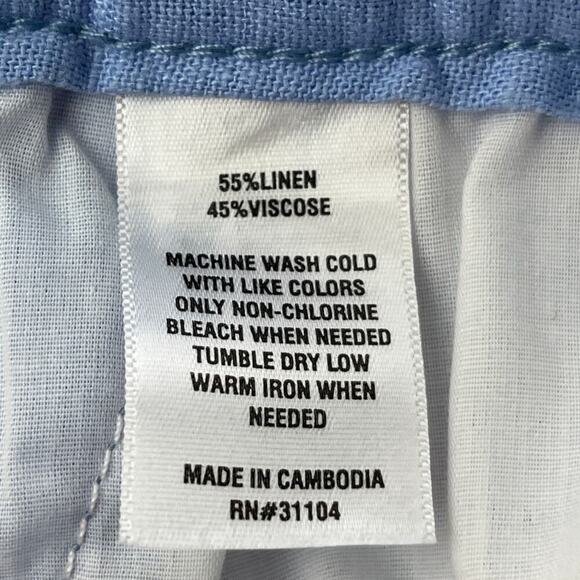 55%LINEN
45%VISCOSE
MACHINE WASH COLD
WITH LIKE COLORS
ONLY NON-CHLORINE
BLEACH WHEN NEEDED
TUMBLE DRY LOW
WARM IRON WHEN
NEEDED
MADE IN CAMBODIA
RN#31104